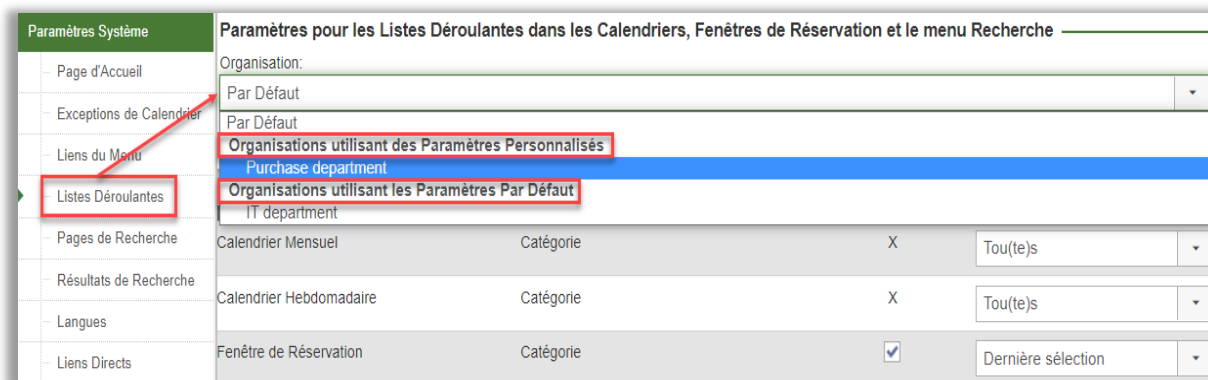 Paramètres Système
Page d'Accueil
Exceptions de Calendrier
Liens du Menu
Listes Déroulantes
Pages de Recherche
Résultats de Recherche
Langues
Liens Directs
Paramètres pour les Listes Déroulantes dans les Calendriers, Fenêtres de Réservation et le menu Recherche
Organisation:
Par Défaut
Par Défaut
Organisations utilisant des Paramètres Personnalisés
Purchase department
Organisations utilisant les Paramètres Par Défaut
IT department
Calendrier Mensuel Catégorie X Tou(te)s
Calendrier Hebdomadaire Catégorie X Tou(te)s
Fenêtre de Réservation Catégorie Dernière sélection